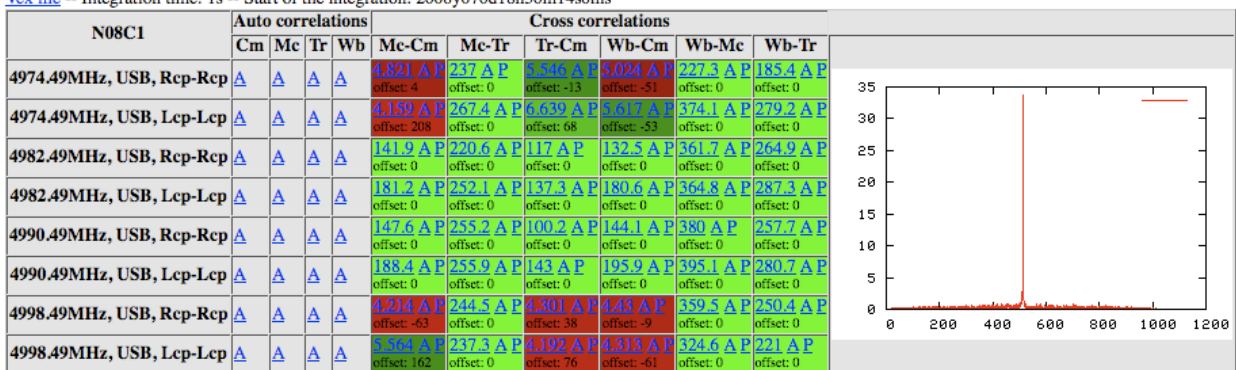 Vex file -- Integration time: 1s -- Start of the integration:
N08C1 Auto correlations Cross correlations
Cm Mc Tr Wb Mc-Cm Mc-Tr Tr-Cm Wb-Cm Wb-Mc Wb-Tr
4974.49MHz, USB, Rcp-Rcp A A A A 4.821 A P 237 A P 5.546 A P 5.024 A P 227.3 A P 185.4 A P
offset: 4 offset: 0 offset: -13 offset: -51 offset: 0 offset: 0
4974.49MHz, USB, Lcp-Lcp A A A A 4.159 A P 267.4 A P 6.639 A P 5.617 A P 374.1 A P 279.2 A P
offset: 208 offset: 0 offset: 68 offset: -53 offset: 0 offset: 0
4982.49MHz, USB, Rcp-Rcp A A A A 141.9 A P 220.6 A P 117 A P 132.5 A P 361.7 A P 264.9 A P
offset: 0 offset: 0 offset: 0 offset: 0 offset: 0 offset: 0
4982.49MHz, USB, Lcp-Lcp A A A A 181.2 A P 252.1 A P 137.3 A P 180.6 A P 364.8 A P 287.3 A P
offset: 0 offset: 0 offset: 0 offset: 0 offset: 0 offset: 0
4990.49MHz, USB, Rcp-Rcp A A A A 147.6 A P 255.2 A P 100.2 A P 144.1 A P 380 A P 257.7 A P
offset: 0 offset: 0 offset: 0 offset: 0 offset: 0 offset: 0
4990.49MHz, USB, Lcp-Lcp A A A A 188.4 A P 255.9 A P 143 A P 195.9 A P 395.1 A P 280.7 A P
offset: 0 offset: 0 offset: 0 offset: 0 offset: 0 offset: 0
4998.49MHz, USB, Rcp-Rcp A A A A 4.214 A P 244.5 A P 4.301 A P 4.43 A P 359.5 A P 250.4 A P
offset: -63 offset: 0 offset: 38 offset: -9 offset: 0 offset: 0
4998.49MHz, USB, Lcp-Lcp A A A A 5.564 A P 237.3 A P 4.192 A P 4.313 A P 324.6 A P 221 A P
offset: 162 offset: 0 offset: 76 offset: -61 offset: 0 offset: 0
35
30
25
20
15
10
5
0
0 200 400 600 800 1000 1200